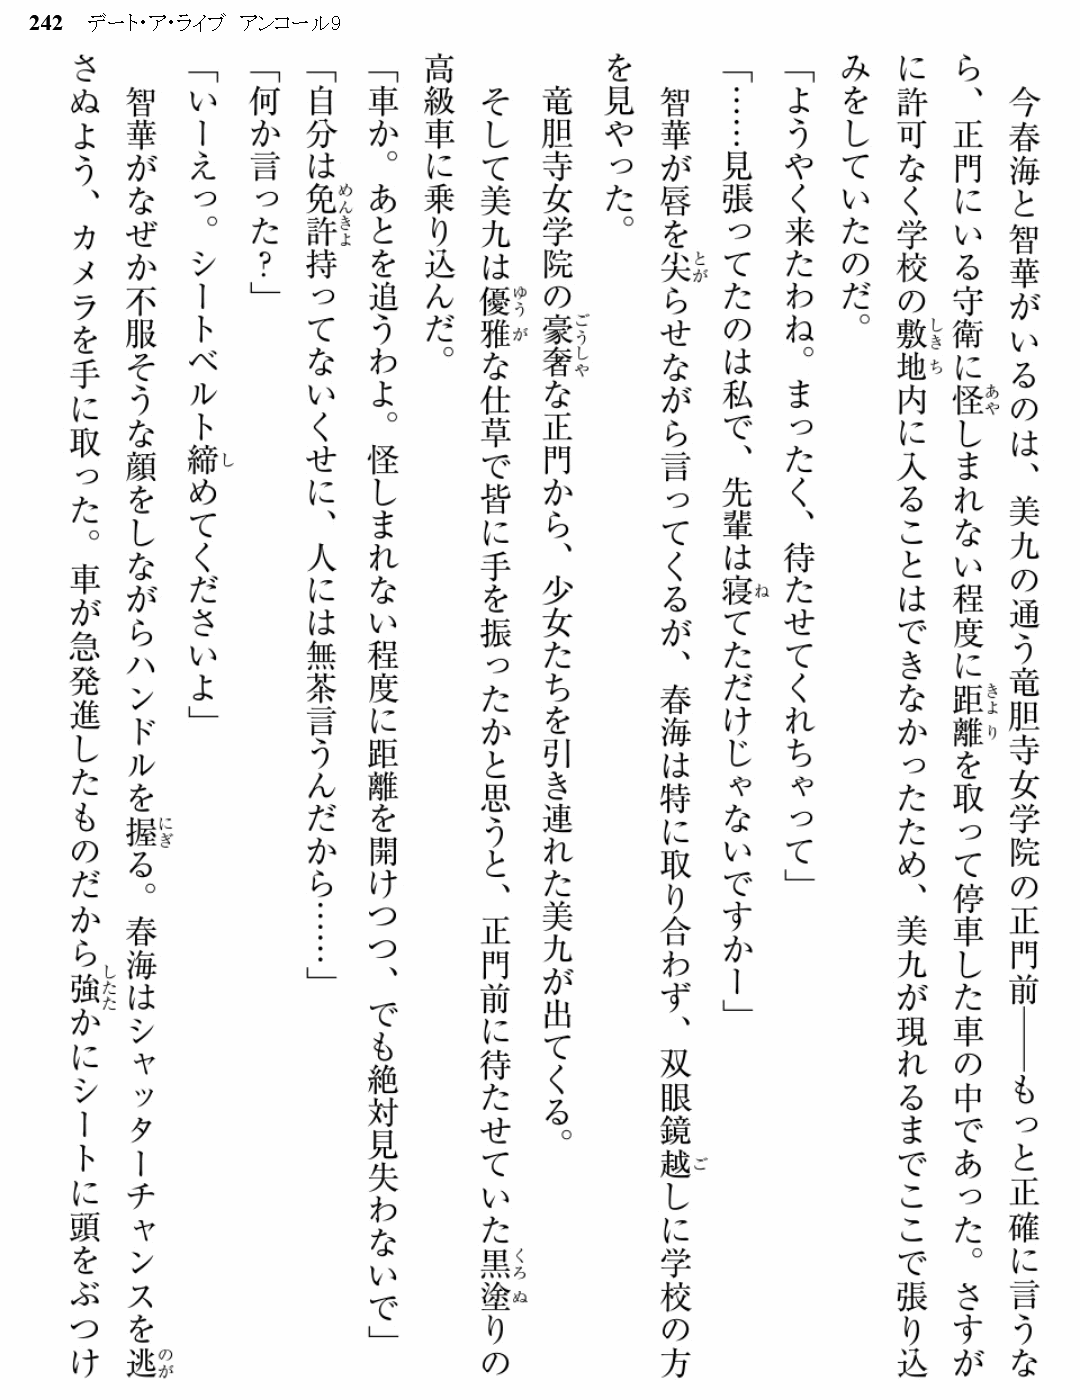 242 デート・ア・ライブ アンコール9
今春海と智華がいるのは、美九の通う竜胆寺女学院の正門前――もっと正確に言うな
ら、正門にいる守衛に怪しまれない程度に距離を取って停車した車の中であった。さすが
に許可なく学校の敷地内に入ることはできなかったため、美九が現れるまでここで張り込
みをしていたのだ。
「ようやく来たわね。まったく、待たせてくれちゃって」
「……見張ってたのは私で、先輩は寝てただけじゃないですかー」
智華が唇を尖らせながら言ってくるが、春海は特に取り合わず、双眼鏡越しに学校の方
を見やった。
竜胆寺女学院の豪奢な正門から、少女たちを引き連れた美九が出てくる。
そして美九は優雅な仕草で皆に手を振ったかと思うと、正門前に待たせていた黒塗りの
高級車に乗り込んだ。
「車か。あとを追うわよ。怪しまれない程度に距離を開けつつ、でも絶対見失わないで」
「自分は免許持ってないくせに、人には無茶言うんだから……」
「何か言った?」
「いーえっ。シートベルト締めてくださいよ」
智華がなぜか不服そうな顔をしながらハンドルを握る。春海はシャッターチャンスを逃
さぬよう、カメラを手に取った。車が急発進したものだから強かにシートに頭をぶつけ